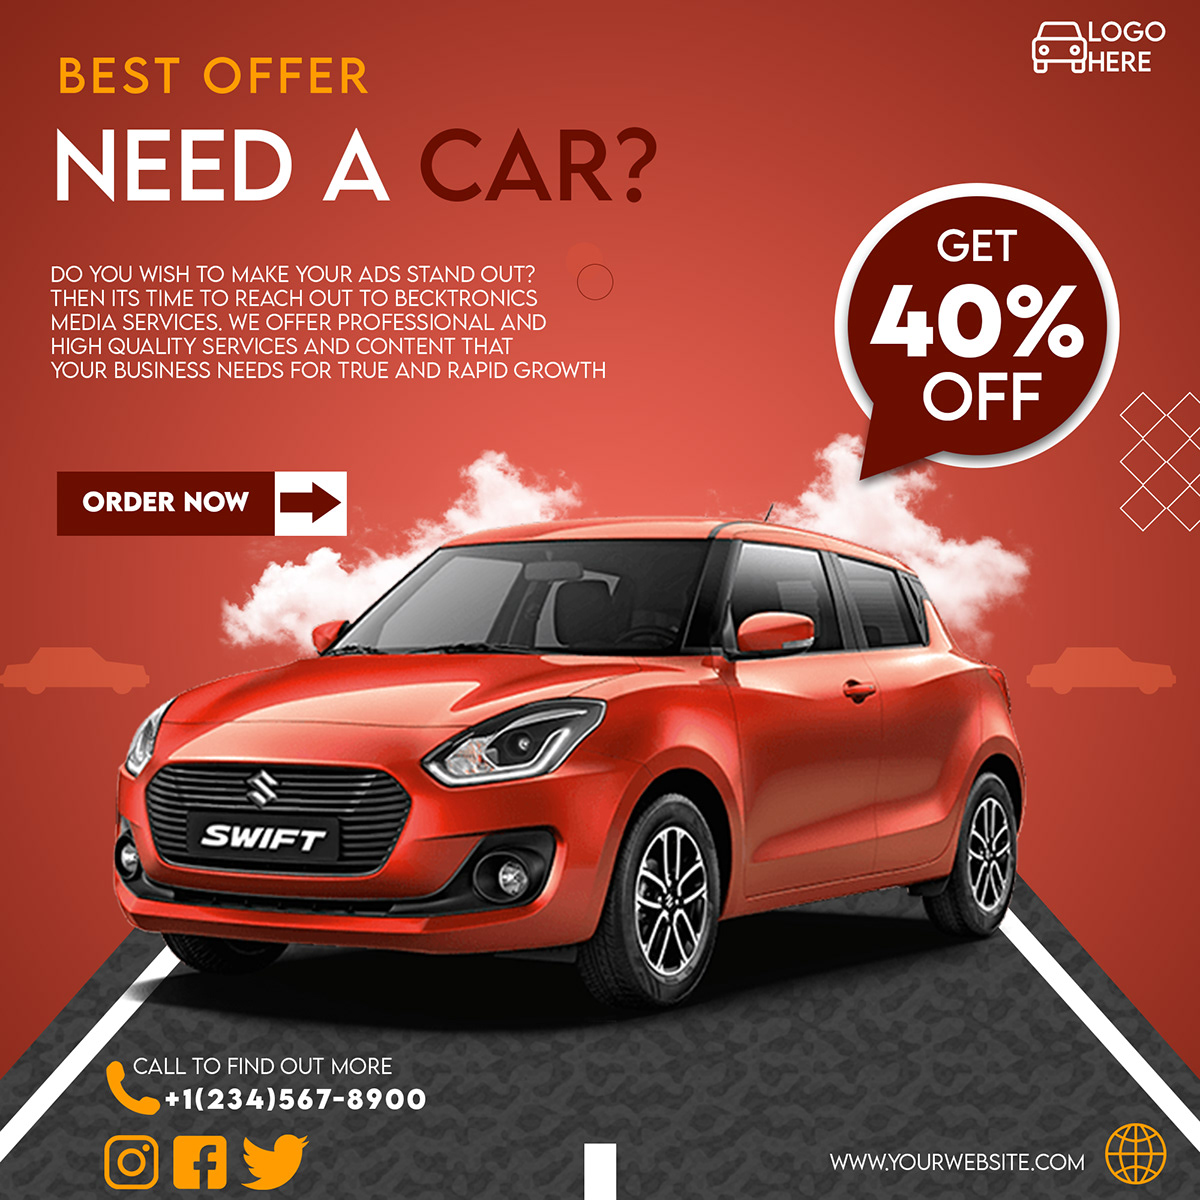 LOGO
HERE
BEST OFFER
NEED A CAR?
DO YOU WISH TO MAKE YOUR ADS STAND OUT?
THEN ITS TIME TO REACH OUT TO BECKTRONICS
MEDIA SERVICES. WE OFFER PROFESSIONAL AND
HIGH QUALITY SERVICES AND CONTENT THAT
YOUR BUSINESS NEEDS FOR TRUE AND RAPID GROWTH
GET
40%
OFF
ORDER NOW
SWIFT
CALL TO FIND OUT MORE
+1(234)567-8900
WWW.YOURWEBSITE.COM